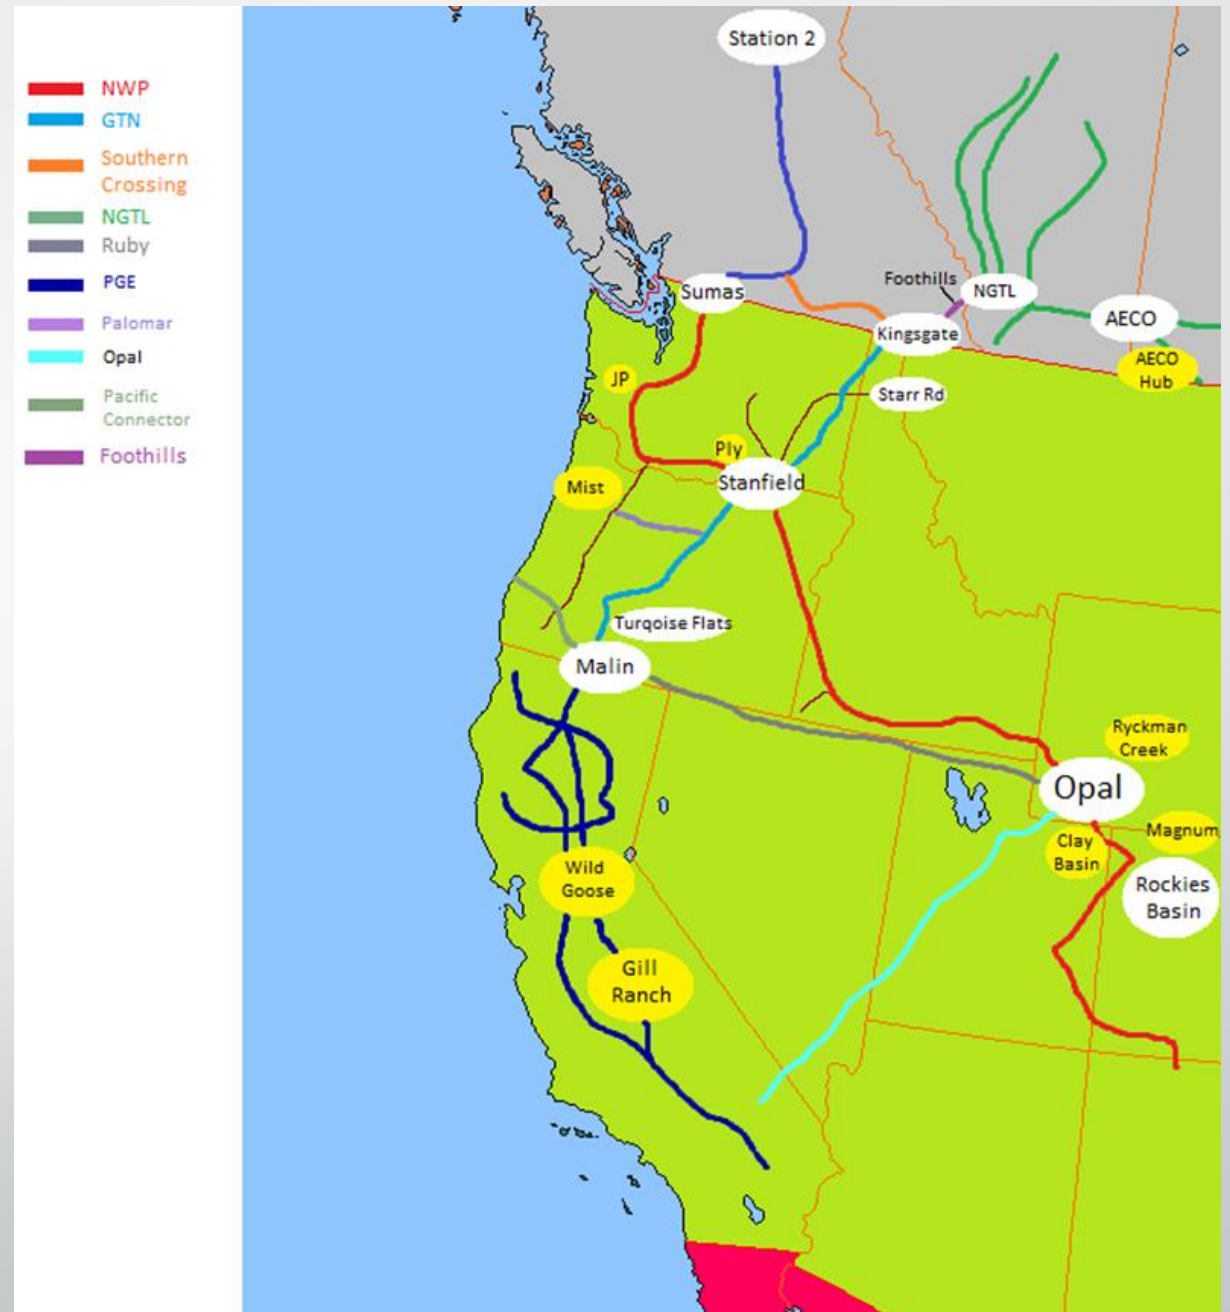 NWP
GTN
Southern
Crossing
NGTL
Ruby
PGE
Palomar
Opal
Pacific
Connector
Foothills
Station 2
Foothills
NGTL
Sumas
AECO
Kingsgate
AECO
Hub
JP
Starr Rd
Ply
Stanfield
Mist
Turqoise Flats
Malin
Ryckman
Creek
Opal
Magnum
Clay
Basin
Rockies
Basin
Wild
Goose
Gill
Ranch